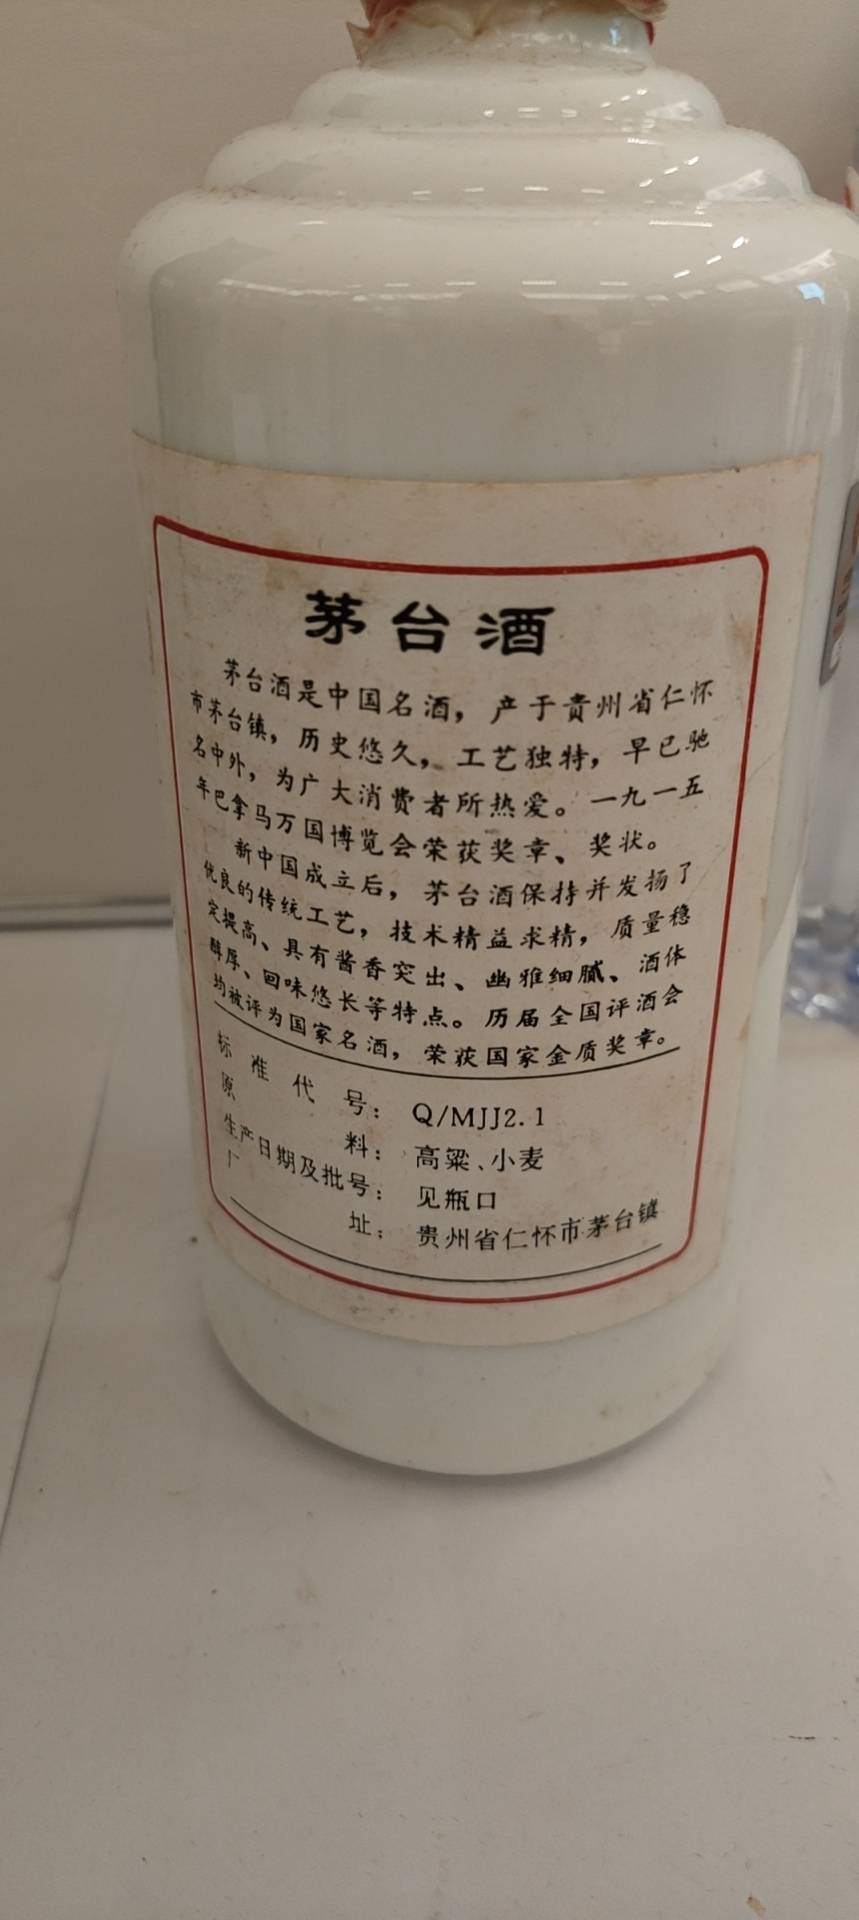 茅台酒
茅台酒是中国名酒，产于贵州省仁怀
市茅台镇，历史悠久，工艺独特，早已驰
名中外，为广大消费者所热爱。一九一五
年巴拿马万国博览会荣获奖章、奖状。
新中国成立后，茅台酒保持并发扬了
优良的传统工艺，技术精益求精，质量稳
定提高、具有酱香突出、幽雅细腻、酒体
醇厚、回味悠长等特点。历届全国评酒会
均被评为国家名酒，荣获国家金质奖章。
标准代号：Q/MJJ2.1
原料：高粱、小麦
生产日期及批号：见瓶口
厂址：贵州省仁怀市茅台镇